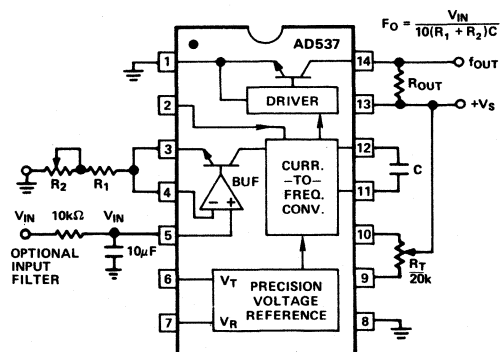 F_O = V_IN / 10(R_1 + R_2)C
AD537
1
14
f_OUT
R_OUT
DRIVER
2
13
+V_S
3
12
CURR.
–TO–
FREQ.
CONV.
C
R_2
R_1
BUF
4
11
– +
V_IN
10kΩ
V_IN
5
10
OPTIONAL
INPUT
FILTER
10μF
R_T
20k
6
V_T
PRECISION
VOLTAGE
REFERENCE
9
7
V_R
8